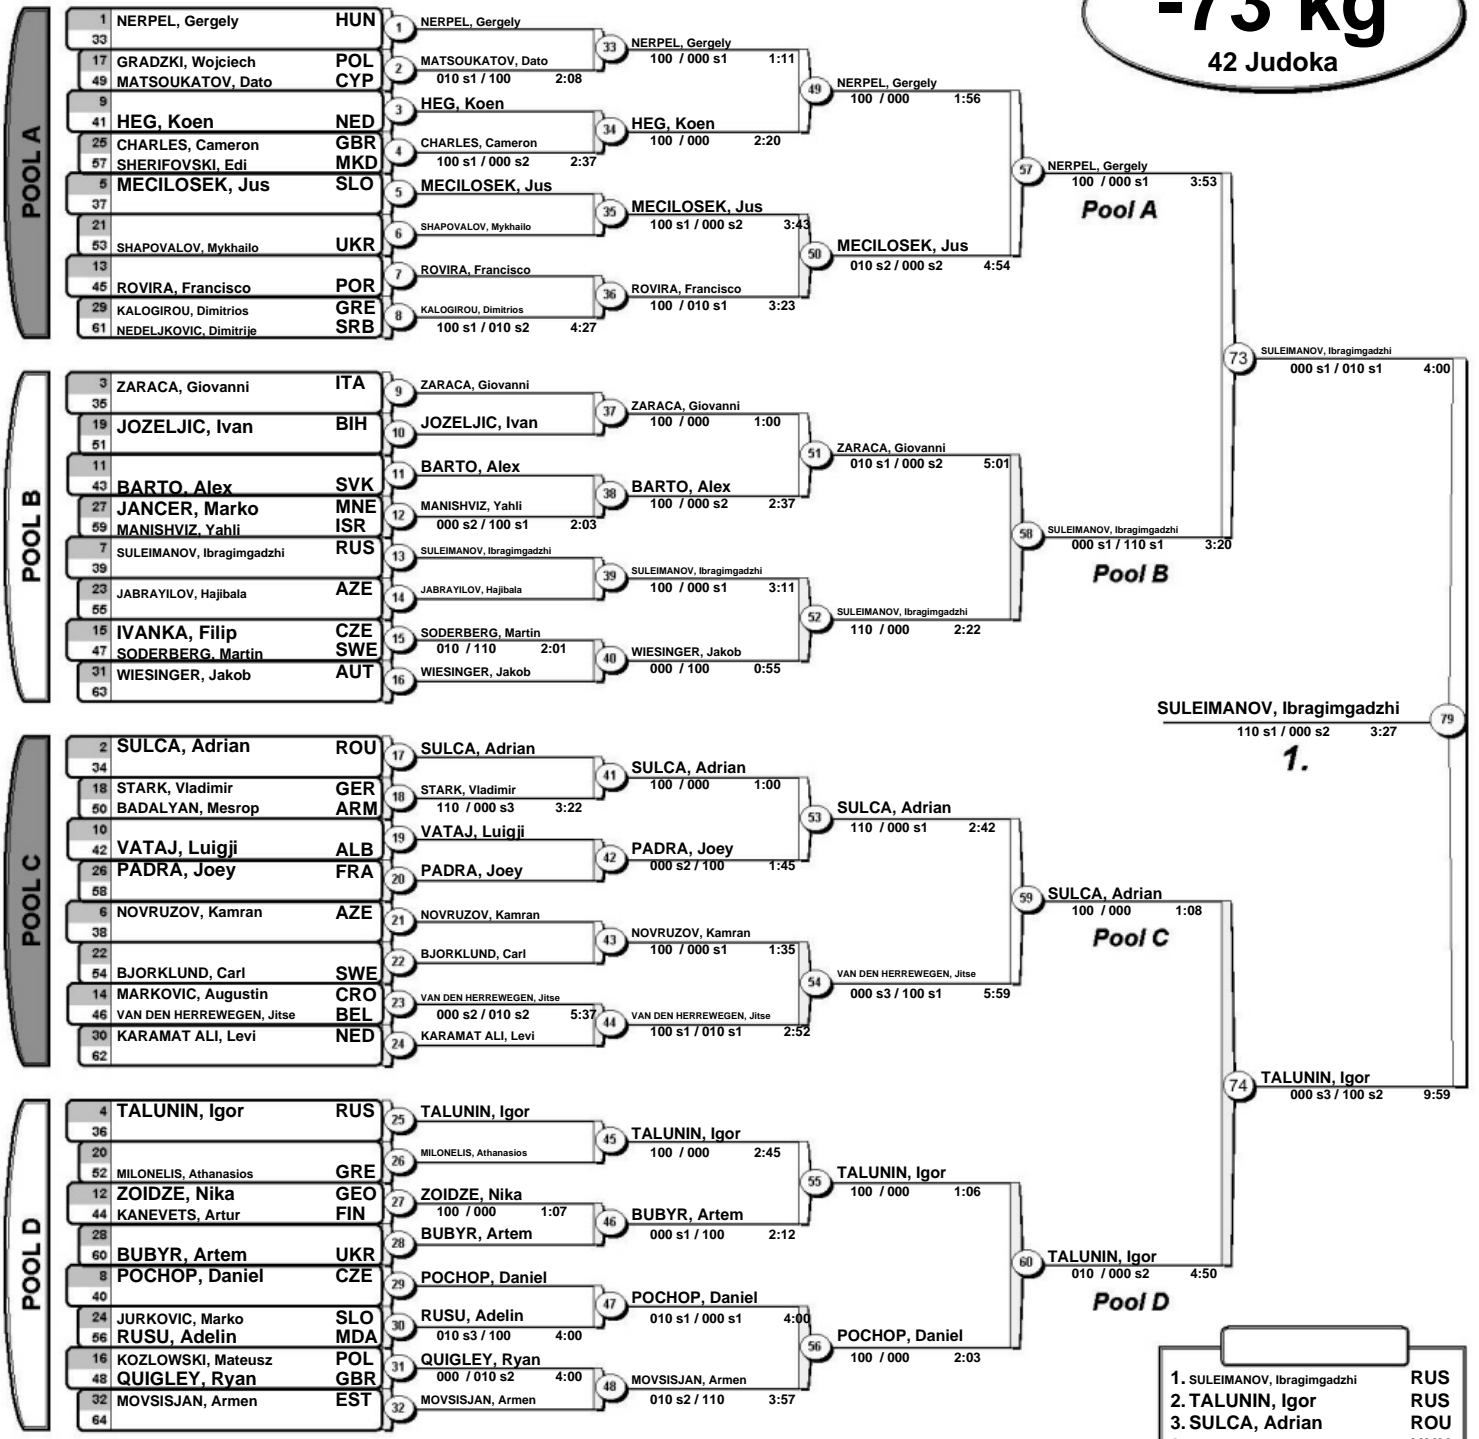 -73 kg
42 Judoka
POOL A
1 NERPEL, Gergely HUN
33
17 GRADZKI, Wojciech POL
49 MATSOUKATOV, Dato CYP
9
41 HEG, Koen NED
25 CHARLES, Cameron GBR
57 SHERIFOVSKI, Edi MKD
5 MECILOSEK, Jus SLO
37
21
53 SHAPOVALOV, Mykhailo UKR
13
45 ROVIRA, Francisco POR
29 KALOGIROU, Dimitrios GRE
61 NEDELJKOVIC, Dimitrije SRB
1 NERPEL, Gergely
2 MATSOUKATOV, Dato
010 s1 / 100 2:08
3 HEG, Koen
4 CHARLES, Cameron
100 s1 / 000 s2 2:37
5 MECILOSEK, Jus
6 SHAPOVALOV, Mykhailo
7 ROVIRA, Francisco
8 KALOGIROU, Dimitrios
100 s1 / 010 s2 4:27
33 NERPEL, Gergely
100 / 000 s1 1:11
34 HEG, Koen
100 / 000 2:20
35 MECILOSEK, Jus
100 s1 / 000 s2 3:43
36 ROVIRA, Francisco
100 / 010 s1 3:23
49 NERPEL, Gergely
100 / 000 1:56
50 MECILOSEK, Jus
010 s2 / 000 s2 4:54
57 NERPEL, Gergely
100 / 000 s1 3:53
Pool A
POOL B
3 ZARACA, Giovanni ITA
35
19 JOZELJIC, Ivan BIH
51
11
43 BARTO, Alex SVK
27 JANCER, Marko MNE
59 MANISHVIZ, Yahli ISR
7 SULEIMANOV, Ibragimgadzhi RUS
39
23 JABRAYILOV, Hajibala AZE
55
15 IVANKA, Filip CZE
47 SODERBERG, Martin SWE
31 WIESINGER, Jakob AUT
63
9 ZARACA, Giovanni
10 JOZELJIC, Ivan
11 BARTO, Alex
12 MANISHVIZ, Yahli
000 s2 / 100 s1 2:03
13 SULEIMANOV, Ibragimgadzhi
14 JABRAYILOV, Hajibala
15 SODERBERG, Martin
010 / 110 2:01
16 WIESINGER, Jakob
37 ZARACA, Giovanni
100 / 000 1:00
38 BARTO, Alex
100 / 000 s2 2:37
39 SULEIMANOV, Ibragimgadzhi
100 / 000 s1 3:11
40 WIESINGER, Jakob
000 / 100 0:55
51 ZARACA, Giovanni
010 s1 / 000 s2 5:01
52 SULEIMANOV, Ibragimgadzhi
110 / 000 2:22
58 SULEIMANOV, Ibragimgadzhi
000 s1 / 110 s1 3:20
Pool B
73 SULEIMANOV, Ibragimgadzhi
000 s1 / 010 s1 4:00
SULEIMANOV, Ibragimgadzhi 79
110 s1 / 000 s2 3:27
1.
POOL C
2 SULCA, Adrian ROU
34
18 STARK, Vladimir GER
50 BADALYAN, Mesrop ARM
10
42 VATAJ, Luigji ALB
26 PADRA, Joey FRA
58
6 NOVRUZOV, Kamran AZE
38
22
54 BJORKLUND, Carl SWE
14 MARKOVIC, Augustin CRO
46 VAN DEN HERREWEGEN, Jitse BEL
30 KARAMAT ALI, Levi NED
62
17 SULCA, Adrian
18 STARK, Vladimir
110 / 000 s3 3:22
19 VATAJ, Luigji
20 PADRA, Joey
21 NOVRUZOV, Kamran
22 BJORKLUND, Carl
23 VAN DEN HERREWEGEN, Jitse
000 s2 / 010 s2 5:37
24 KARAMAT ALI, Levi
41 SULCA, Adrian
100 / 000 1:00
42 PADRA, Joey
000 s2 / 100 1:45
43 NOVRUZOV, Kamran
100 / 000 s1 1:35
44 VAN DEN HERREWEGEN, Jitse
100 s1 / 010 s1 2:52
53 SULCA, Adrian
110 / 000 s1 2:42
54 VAN DEN HERREWEGEN, Jitse
000 s3 / 100 s1 5:59
59 SULCA, Adrian
100 / 000 1:08
Pool C
POOL D
4 TALUNIN, Igor RUS
36
20
52 MILONELIS, Athanasios GRE
12 ZOIDZE, Nika GEO
44 KANEVETS, Artur FIN
28
60 BUBYR, Artem UKR
8 POCHOP, Daniel CZE
40
24 JURKOVIC, Marko SLO
56 RUSU, Adelin MDA
16 KOZLOWSKI, Mateusz POL
48 QUIGLEY, Ryan GBR
32 MOVSISJAN, Armen EST
64
25 TALUNIN, Igor
26 MILONELIS, Athanasios
27 ZOIDZE, Nika
100 / 000 1:07
28 BUBYR, Artem
29 POCHOP, Daniel
30 RUSU, Adelin
010 s3 / 100 4:00
31 QUIGLEY, Ryan
000 / 010 s2 4:00
32 MOVSISJAN, Armen
45 TALUNIN, Igor
100 / 000 2:45
46 BUBYR, Artem
000 s1 / 100 2:12
47 POCHOP, Daniel
010 s1 / 000 s1 4:00
48 MOVSISJAN, Armen
010 s2 / 110 3:57
55 TALUNIN, Igor
100 / 000 1:06
56 POCHOP, Daniel
100 / 000 2:03
60 TALUNIN, Igor
010 / 000 s2 4:50
Pool D
74 TALUNIN, Igor
000 s3 / 100 s2 9:59
1. SULEIMANOV, Ibragimgadzhi RUS
2. TALUNIN, Igor RUS
3. SULCA, Adrian ROU